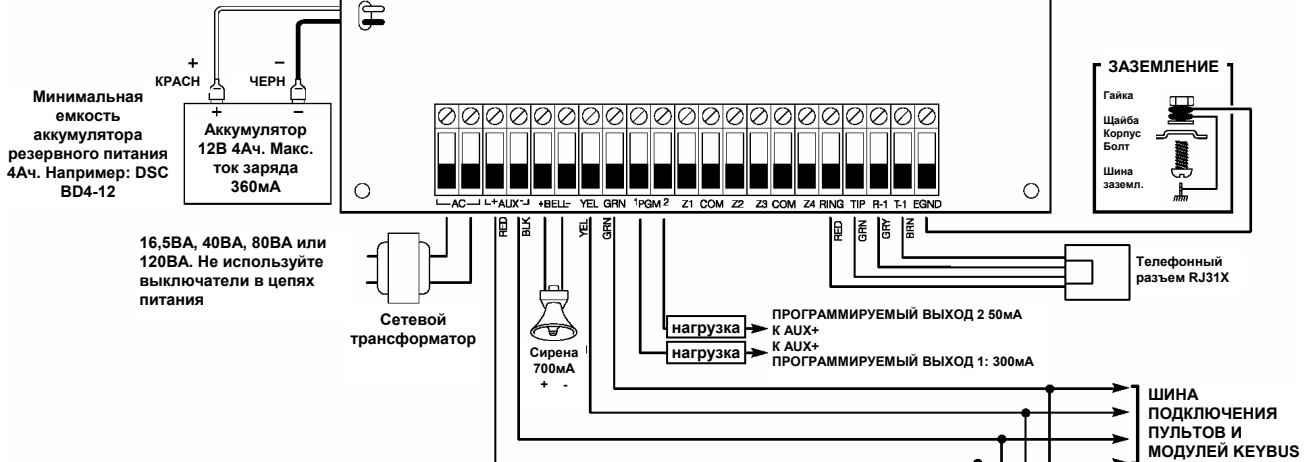 +
–
КРАСН
ЧЕРН
+
–
Минимальная
емкость
аккумулятора
резервного питания
4Ач. Например: DSC
BD4-12
Аккумулятор
12В 4Ач. Макс.
ток заряда
360мА
16,5ВА, 40ВА, 80ВА или
120ВА. Не используйте
выключатели в цепях
питания
AC +AUX- +BELL- YEL GRN 1PGM2 Z1 COM Z2 Z3 COM Z4 RING TIP R-1 T-1 EGND
RED
BLK
YEL
GRN
RED
GRN
GRY
BRN
ЗАЗЕМЛЕНИЕ
Гайка
Щайба
Корпус
Болт
Шина
заземл.
Телефонный
разъем RJ31X
Сетевой
трансформатор
Сирена
700мА
+ -
нагрузка
нагрузка
ПРОГРАММИРУЕМЫЙ ВЫХОД 2 50мА
К AUX+
К AUX+
ПРОГРАММИРУЕМЫЙ ВЫХОД 1: 300мА
ШИНА
ПОДКЛЮЧЕНИЯ
ПУЛЬТОВ И
МОДУЛЕЙ KEYBUS